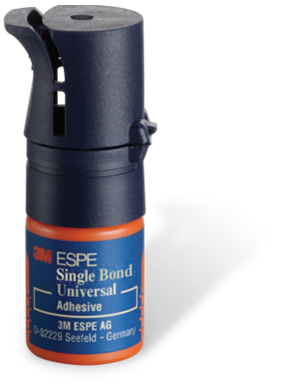 3M ESPE
Single Bond
Universal
Adhesive
3M ESPE AG
D-82229 Seefeld - Germany